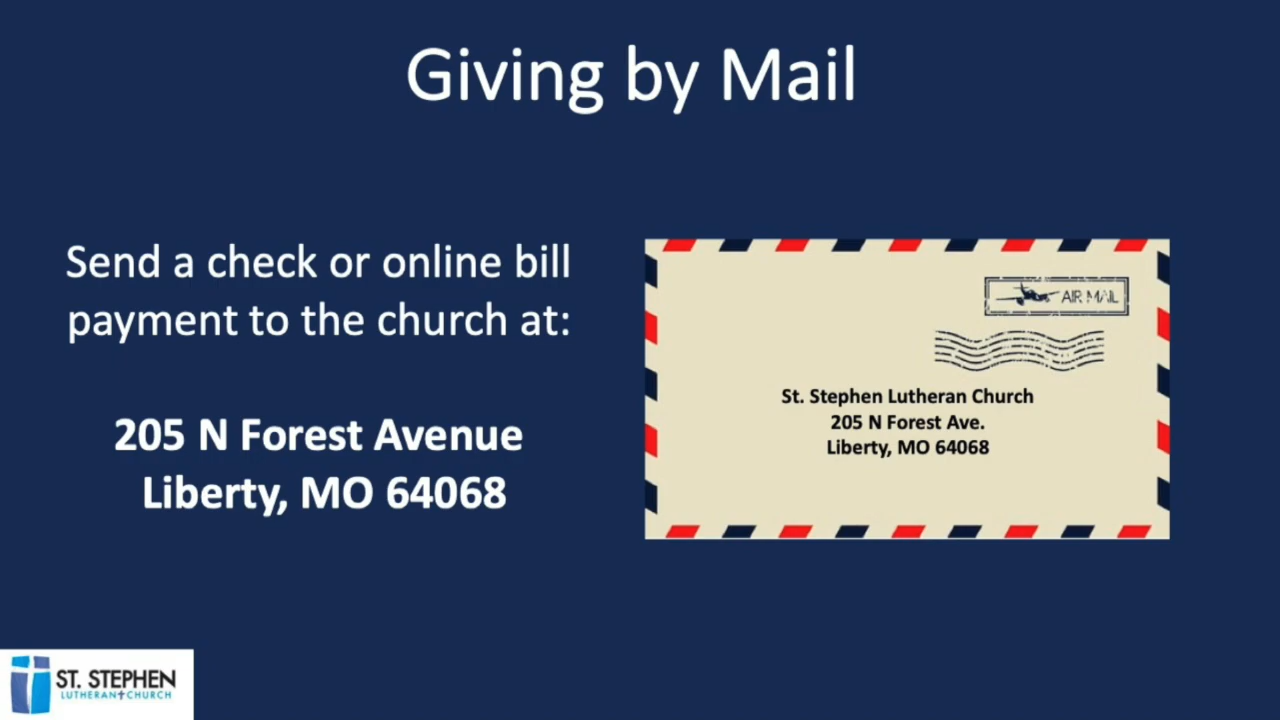 Giving by Mail
Send a check or online bill
payment to the church at:
205 N Forest Avenue
Liberty, MO 64068
AIR MAIL
St. Stephen Lutheran Church
205 N Forest Ave.
Liberty, MO 64068
ST. STEPHEN
LUTHERAN CHURCH